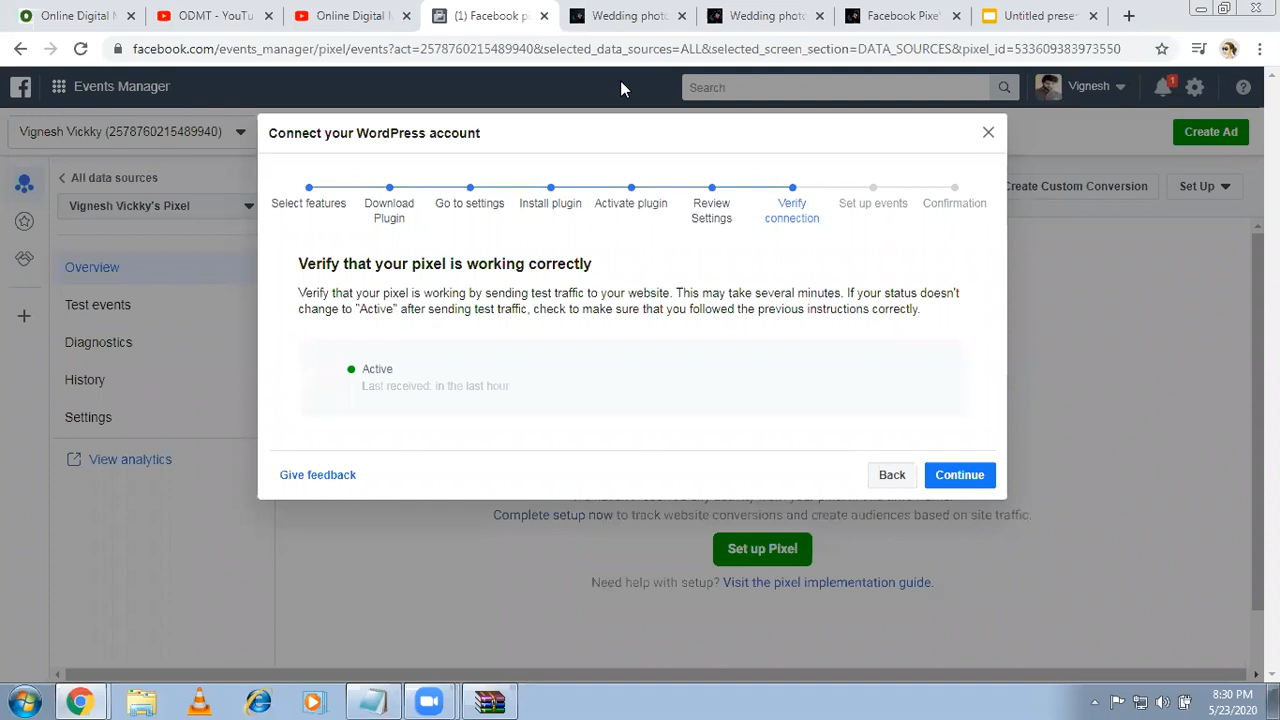 Online Digital M
ODMT - YouTu
Online Digital M
(1) Facebook p
Wedding photo
Wedding photo
Facebook Pixel
Untitled prese
facebook.com/events_manager/pixel/events?act=2578760215489940&selected_data_sources=ALL&selected_screen_section=DATA_SOURCES&pixel_id=533609383973550
Events Manager
Search
Vignesh
1
Vignesh Vickky (2578760215489940)
Create Ad
Connect your WordPress account
All data sources
Vignesh Vickky's Pixel
Create Custom Conversion
Set Up
Select features
Download Plugin
Go to settings
Install plugin
Activate plugin
Review Settings
Verify connection
Set up events
Confirmation
Overview
Test events
Diagnostics
History
Settings
View analytics
Verify that your pixel is working correctly
Verify that your pixel is working by sending test traffic to your website. This may take several minutes. If your status doesn't
change to "Active" after sending test traffic, check to make sure that you followed the previous instructions correctly.
Active
Last received: in the last hour
Give feedback
Back
Continue
Complete setup now to track website conversions and create audiences based on site traffic.
Set up Pixel
Need help with setup? Visit the pixel implementation guide.
8:30 PM
5/23/2020